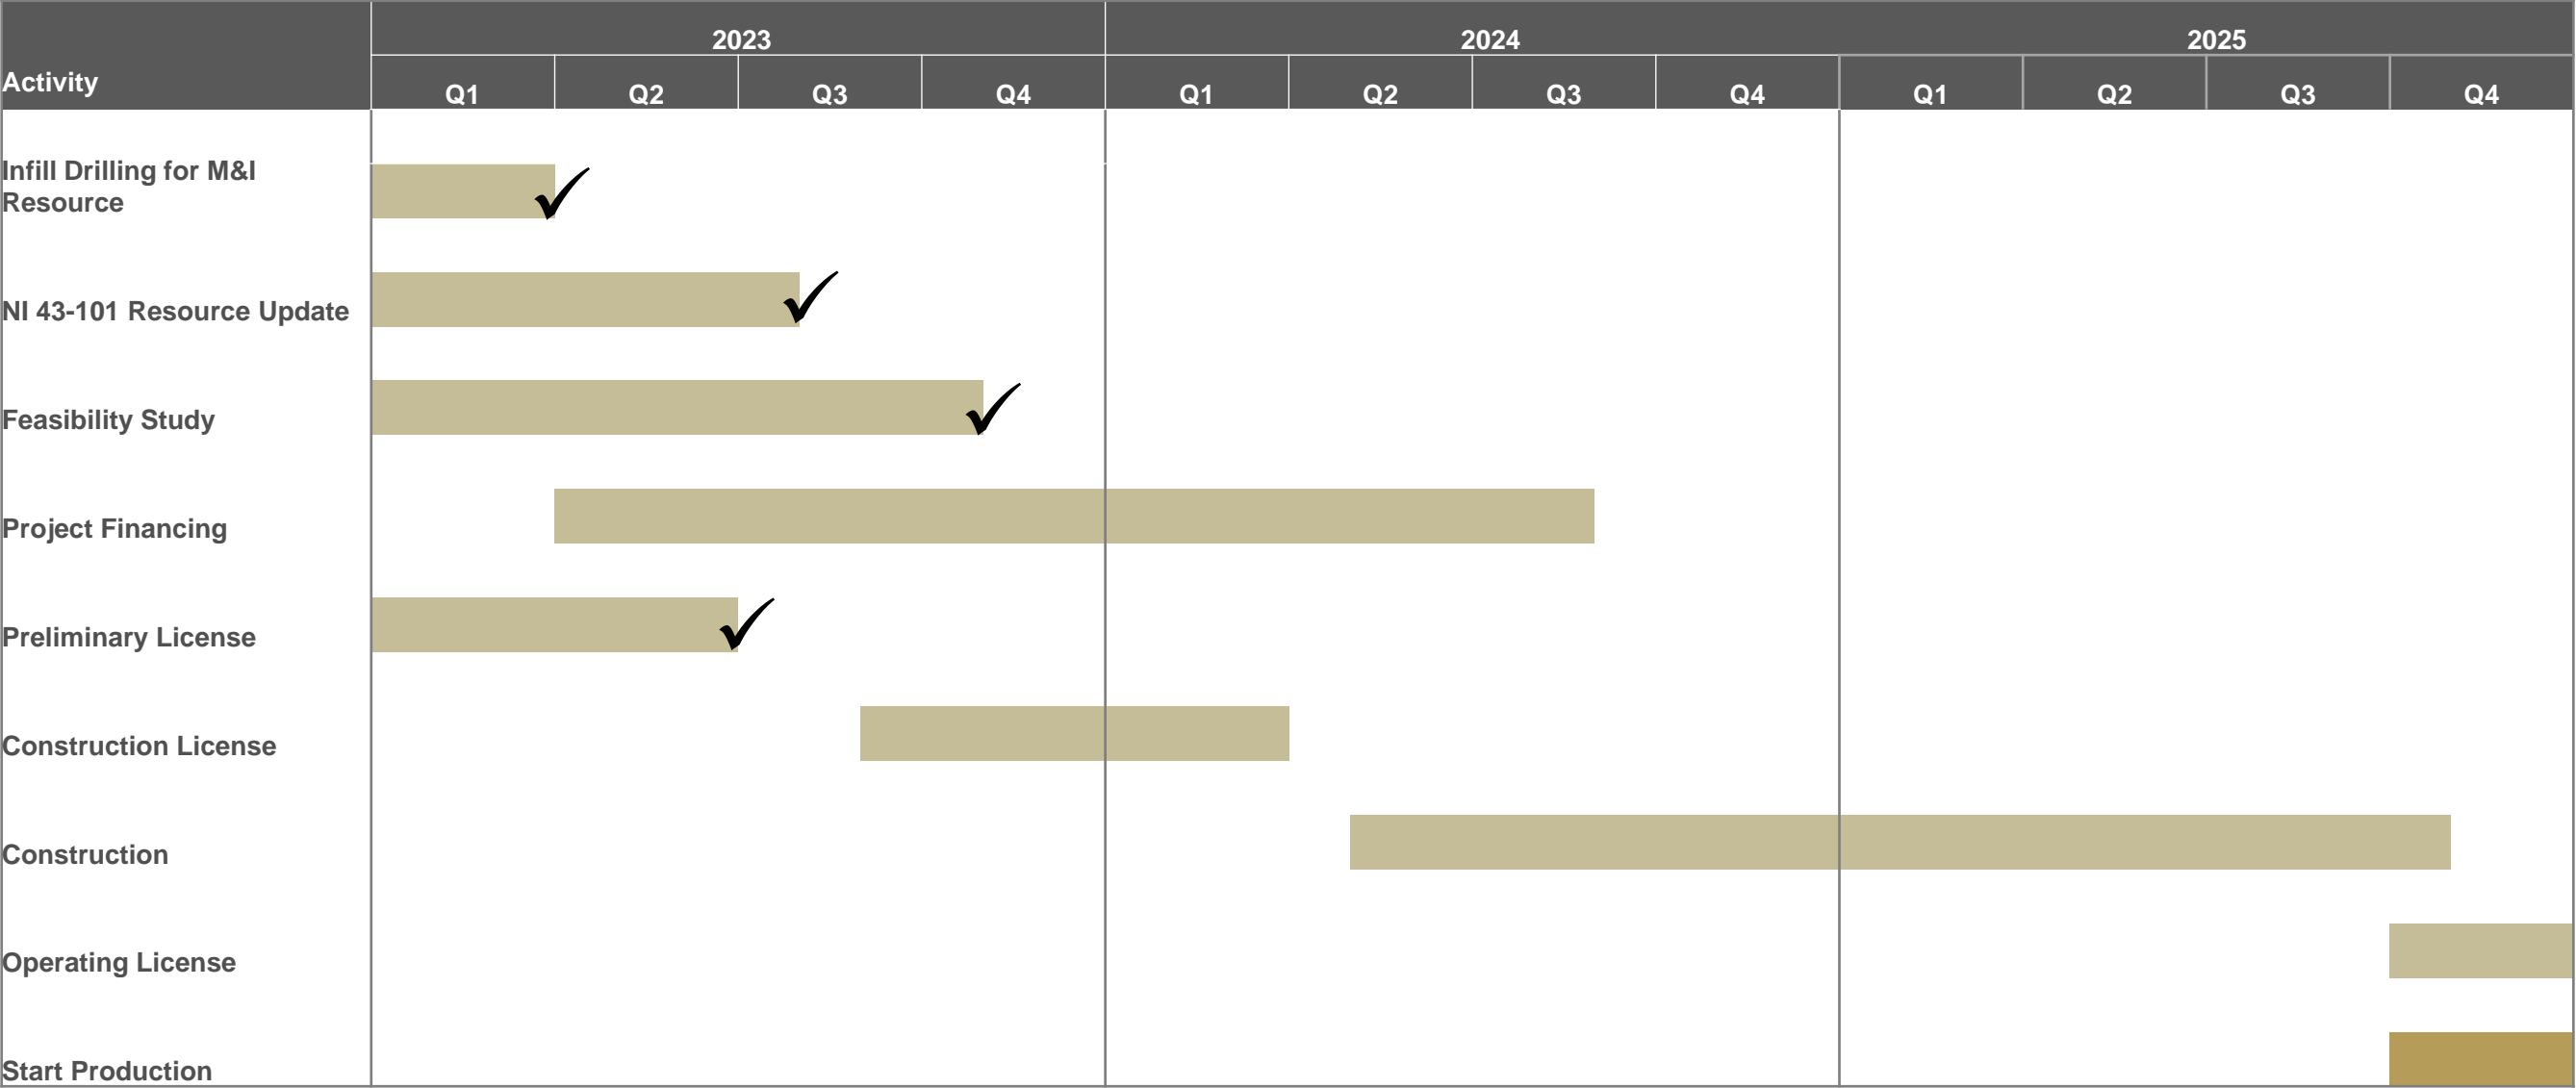 2023 2024 2025
Activity
Q1 Q2 Q3 Q4 Q1 Q2 Q3 Q4 Q1 Q2 Q3 Q4
Infill Drilling for M&I
Resource
NI 43-101 Resource Update
Feasibility Study
Project Financing
Preliminary License
Construction License
Construction
Operating License
Start Production